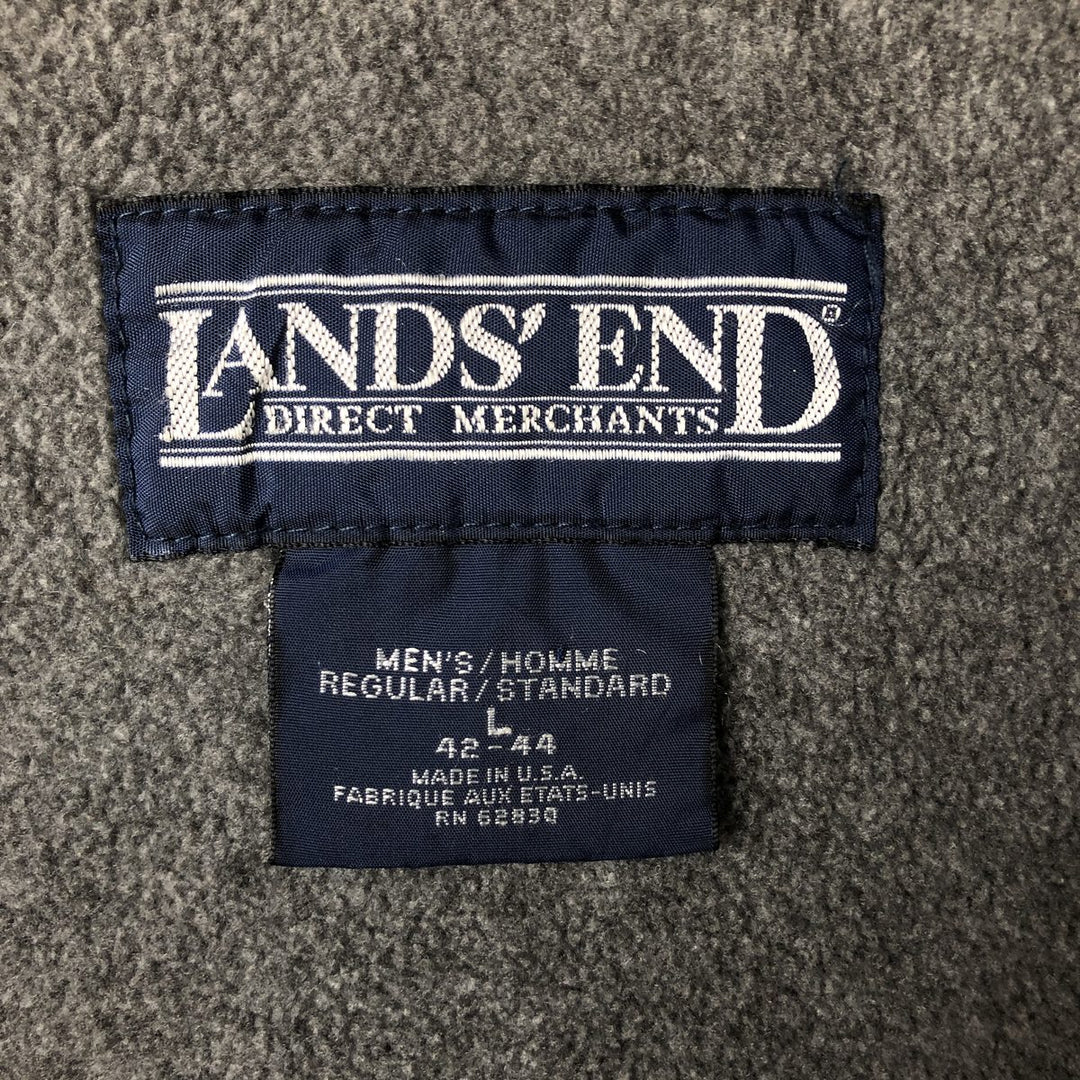 LANDS' END®
DIRECT MERCHANTS
MEN'S/HOMME
REGULAR/STANDARD
L
42-44
MADE IN U.S.A.
FABRIQUE AUX ETATS-UNIS
RN 62830